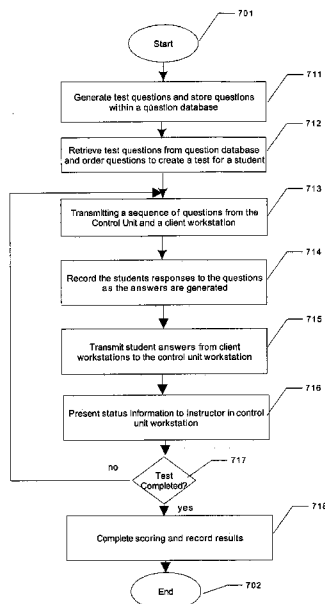 701
Start
711
Generate test questions and store questions
within a question database
712
Retrieve test questions from question database
and order questions to create a test for a student
713
Transmitting a sequence of questions from the
Control Unit and a client workstation
714
Record the students responses to the questions
as the answers are generated
715
Transmit student answers from client
workstations to the control unit workstation
716
Present status information to Instructor in control
unit workstation
717
no
Test
Completed?
yes
718
Complete scoring and record results
End
702